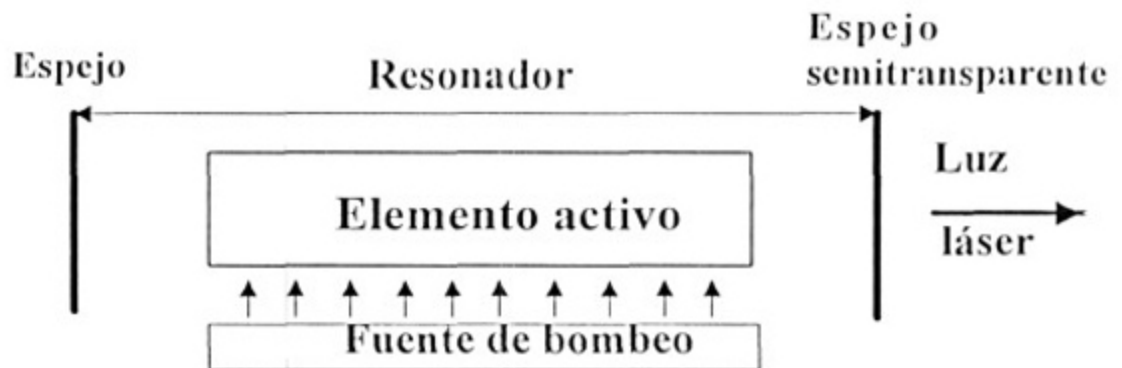 Espejo
Resonador
Espejo
semitransparente
Elemento activo
Luz
láser
Fuente de bombeo